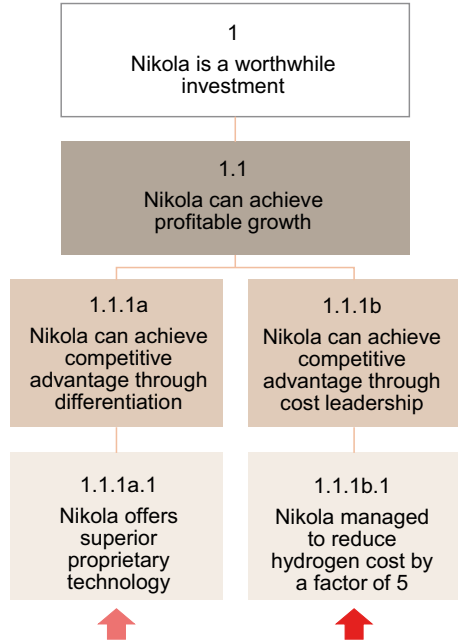 1
Nikola is a worthwhile
investment
1.1
Nikola can achieve
profitable growth
1.1.1a
Nikola can achieve
competitive
advantage through
differentiation
1.1.1b
Nikola can achieve
competitive
advantage through
cost leadership
1.1.1a.1
Nikola offers
superior
proprietary
technology
1.1.1b.1
Nikola managed
to reduce
hydrogen cost by
a factor of 5